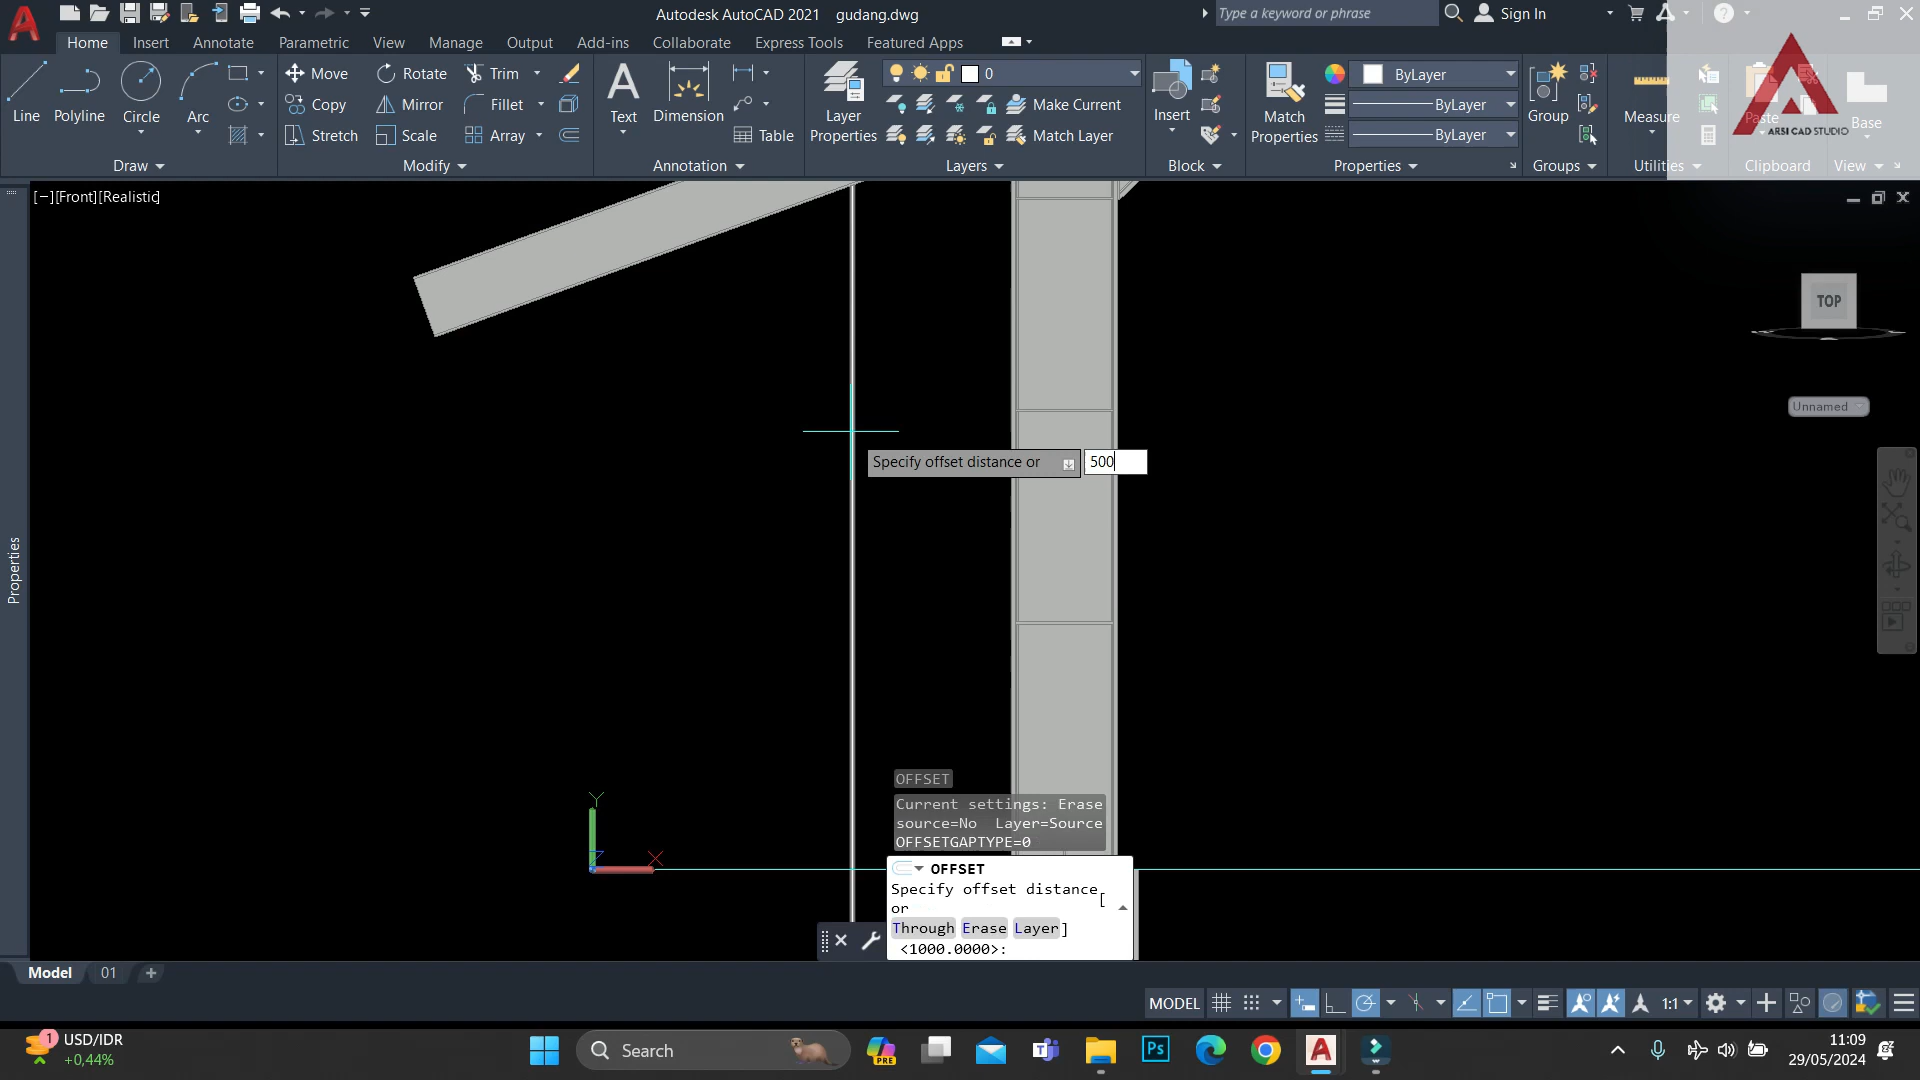 Autodesk AutoCAD 2021 gudang.dwg
Type a keyword or phrase
Sign In
Home Insert Annotate Parametric View Manage Output Add-ins Collaborate Express Tools Featured Apps
Line Polyline Circle Arc
Move Rotate Trim
Copy Mirror Fillet
Stretch Scale Array
Text Dimension Table
Layer Properties
0
Make Current
Match Layer
Insert
Match Properties
ByLayer
ByLayer
ByLayer
Group
Measure
Paste
Base
ARSI CAD STUDIO
Draw Modify Annotation Layers Block Properties Groups Utilities Clipboard View
[−][Front][Realistic]
TOP
Unnamed
Properties
Specify offset distance or 500
Y
X
Z
OFFSET
Current settings: Erase
source=No Layer=Source
OFFSETGAPTYPE=0
OFFSET
Specify offset distance
or [
Through Erase Layer]
<1000.0000>:
Model 01 +
MODEL 1:1
1
USD/IDR
+0,44%
Search
PRE
Ps
11:09
29/05/2024